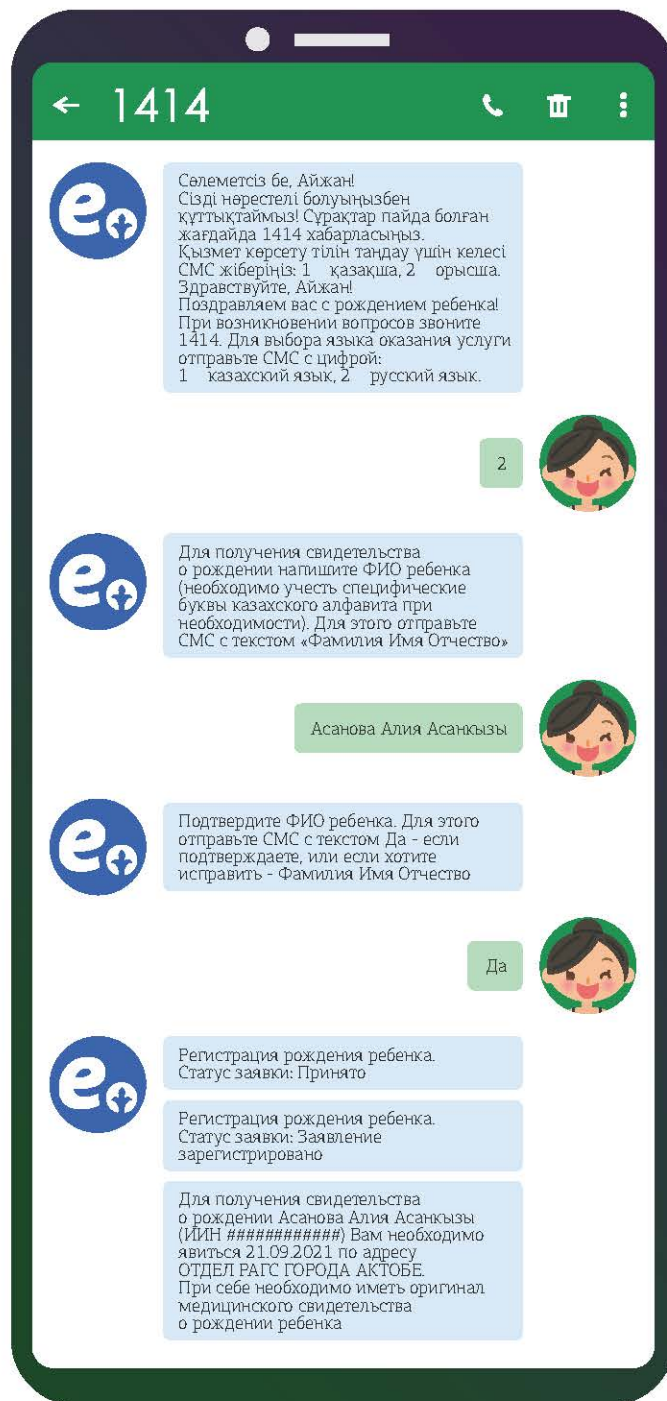 1414
Сәлеметсіз бе, Айжан!
Сізді нәрестелі болуыңызбен
құттықтаймыз! Сұрақтар пайда болған
жағдайда 1414 хабарласыңыз.
Қызмет көрсету тілін таңдау үшін келесі
СМС жіберіңіз: 1 қазақша, 2 орысша.
Здравствуйте, Айжан!
Поздравляем вас с рождением ребенка!
При возникновении вопросов звоните
1414. Для выбора языка оказания услуги
отправьте СМС с цифрой:
1 казахский язык, 2 русский язык.
2
Для получения свидетельства
о рождении напишите ФИО ребенка
(необходимо учесть специфические
буквы казахского алфавита при
необходимости). Для этого отправьте
СМС с текстом «Фамилия Имя Отчество»
Асанова Алия Асанкызы
Подтвердите ФИО ребенка. Для этого
отправьте СМС с текстом Да - если
подтверждаете, или если хотите
исправить - Фамилия Имя Отчество
Да
Регистрация рождения ребенка.
Статус заявки: Принято
Регистрация рождения ребенка.
Статус заявки: Заявление
зарегистрировано
Для получения свидетельства
о рождении Асанова Алия Асанкызы
(ИИН ############) Вам необходимо
явиться 21.09.2021 по адресу
ОТДЕЛ РАГС ГОРОДА АКТОБЕ.
При себе необходимо иметь оригинал
медицинского свидетельства
о рождении ребенка